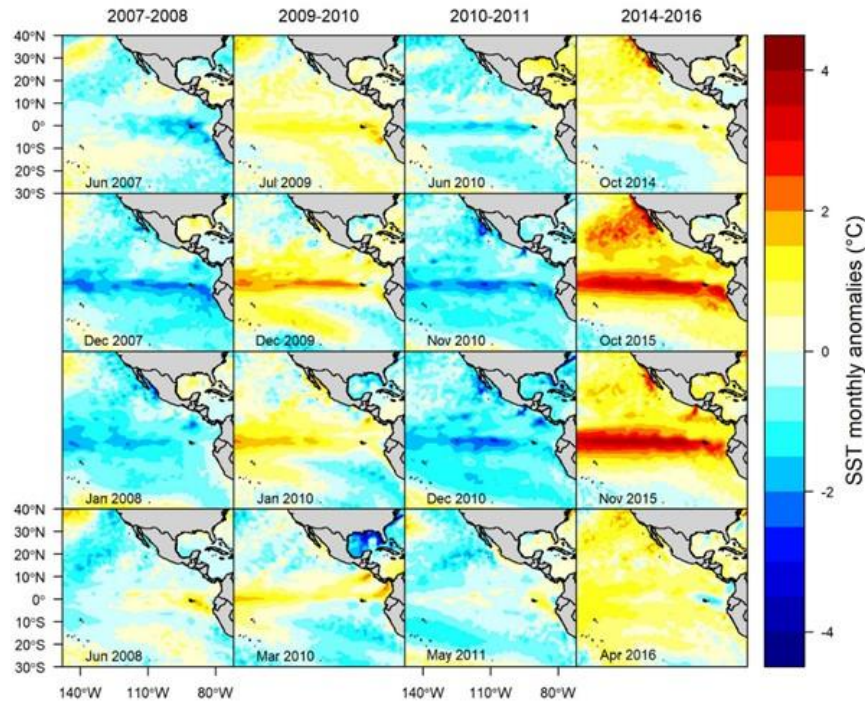 2007-2008 2009-2010 2010-2011 2014-2016
40°N
30°N
20°N
10°N
0°
10°S
20°S
30°S
Jun 2007 Jul 2009 Jun 2010 Oct 2014
Dec 2007 Dec 2009 Nov 2010 Oct 2015
Jan 2008 Jan 2010 Dec 2010 Nov 2015
40°N
30°N
20°N
10°N
0°
10°S
20°S
30°S
Jun 2008 Mar 2010 May 2011 Apr 2016
140°W 110°W 80°W 140°W 110°W 80°W
4
2
0
-2
-4
SST monthly anomalies (°C)